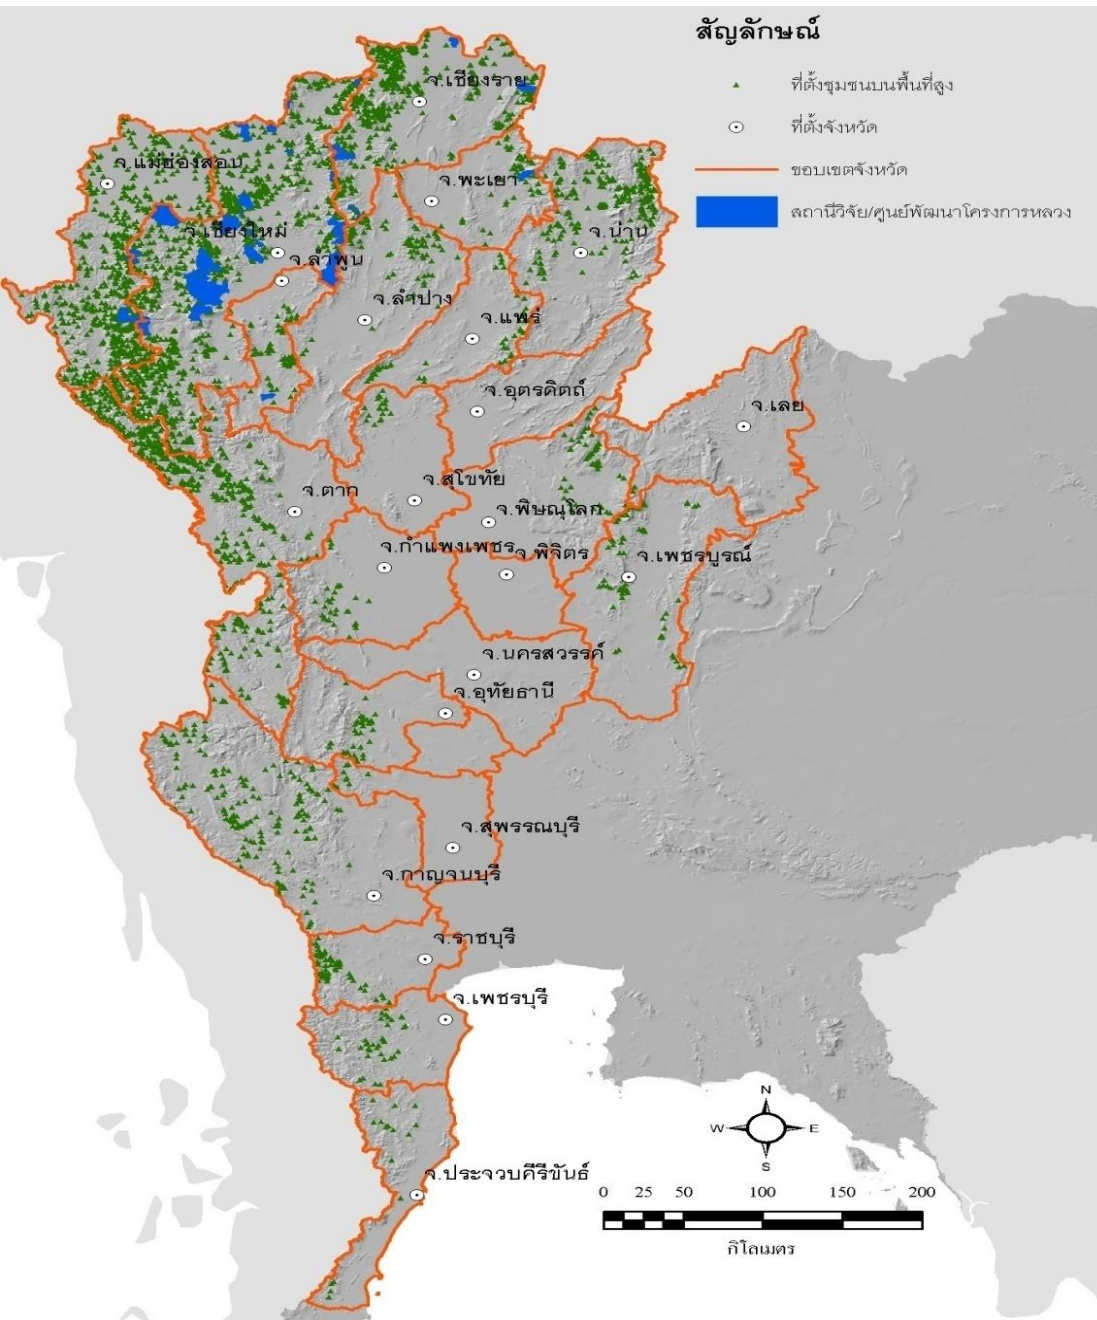 สัญลักษณ์
ที่ตั้งชุมชนบนพื้นที่สูง
ที่ตั้งจังหวัด
ขอบเขตจังหวัด
สถานีวิจัย/ศูนย์พัฒนาโครงการหลวง
จ.เชียงราย
จ.แม่ฮ่องสอน
จ.พะเยา
จ.เชียงใหม่
จ.น่าน
จ.ลำพูน
จ.ลำปาง
จ.แพร่
จ.อุตรดิตถ์
จ.เลย
จ.สุโขทัย
จ.ตาก
จ.พิษณุโลก
จ.กำแพงเพชร
จ.พิจิตร
จ.เพชรบูรณ์
จ.นครสวรรค์
จ.อุทัยธานี
จ.สุพรรณบุรี
จ.กาญจนบุรี
จ.ราชบุรี
จ.เพชรบุรี
จ.ประจวบคีรีขันธ์
N
W E
S
0 25 50 100 150 200
กิโลเมตร